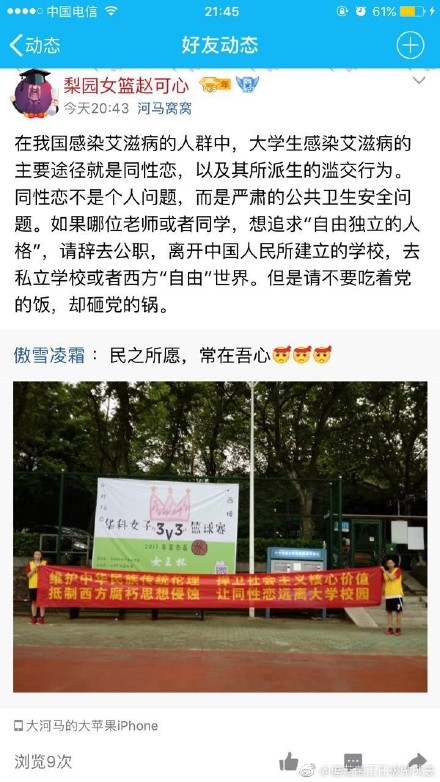 中国电信
21:45
61%
动态
好友动态
梨园女篮赵可心
今天20:43 河马窝窝
在我国感染艾滋病的人群中，大学生感染艾滋病的
主要途径就是同性恋，以及其所派生的滥交行为。
同性恋不是个人问题，而是严肃的公共卫生安全问
题。如果哪位老师或者同学，想追求“自由独立的人
格”，请辞去公职，离开中国人民所建立的学校，去
私立学校或者西方“自由”世界。但是请不要吃着党
的饭，却砸党的锅。
傲雪凌霜：民之所愿，常在吾心
华科女子3V3篮球赛
女王杯
维护中华民族传统伦理 捍卫社会主义核心价值
抵制西方腐朽思想侵蚀 让同性恋远离大学校园
大河马的大苹果iPhone
浏览9次